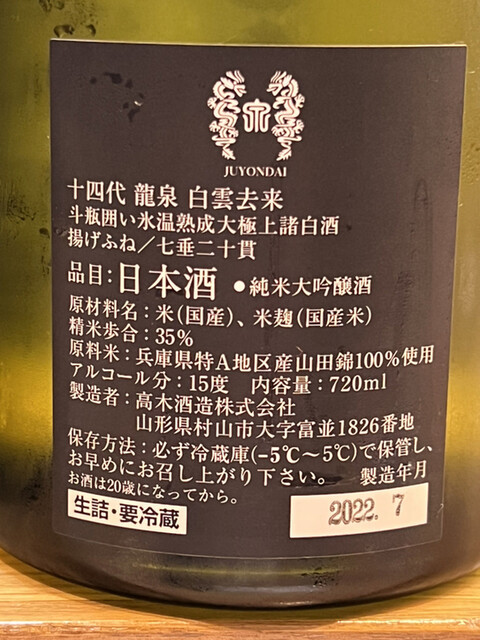 JUYONDAI
十四代 龍泉 白雲去来
斗瓶囲い氷温熟成大極上諸白酒
揚げふね／七垂二十貫
品目：日本酒 ●純米大吟醸酒
原材料名：米(国産)、米麹(国産米)
精米歩合：35%
原料米：兵庫県特A地区産山田錦100%使用
アルコール分：15度 内容量：720ml
製造者：高木酒造株式会社
山形県村山市大字富並1826番地
保存方法：必ず冷蔵庫(−5℃〜5℃)で保管し、
お早めにお召し上がり下さい。 製造年月
お酒は20歳になってから。
生詰・要冷蔵
2022. 7